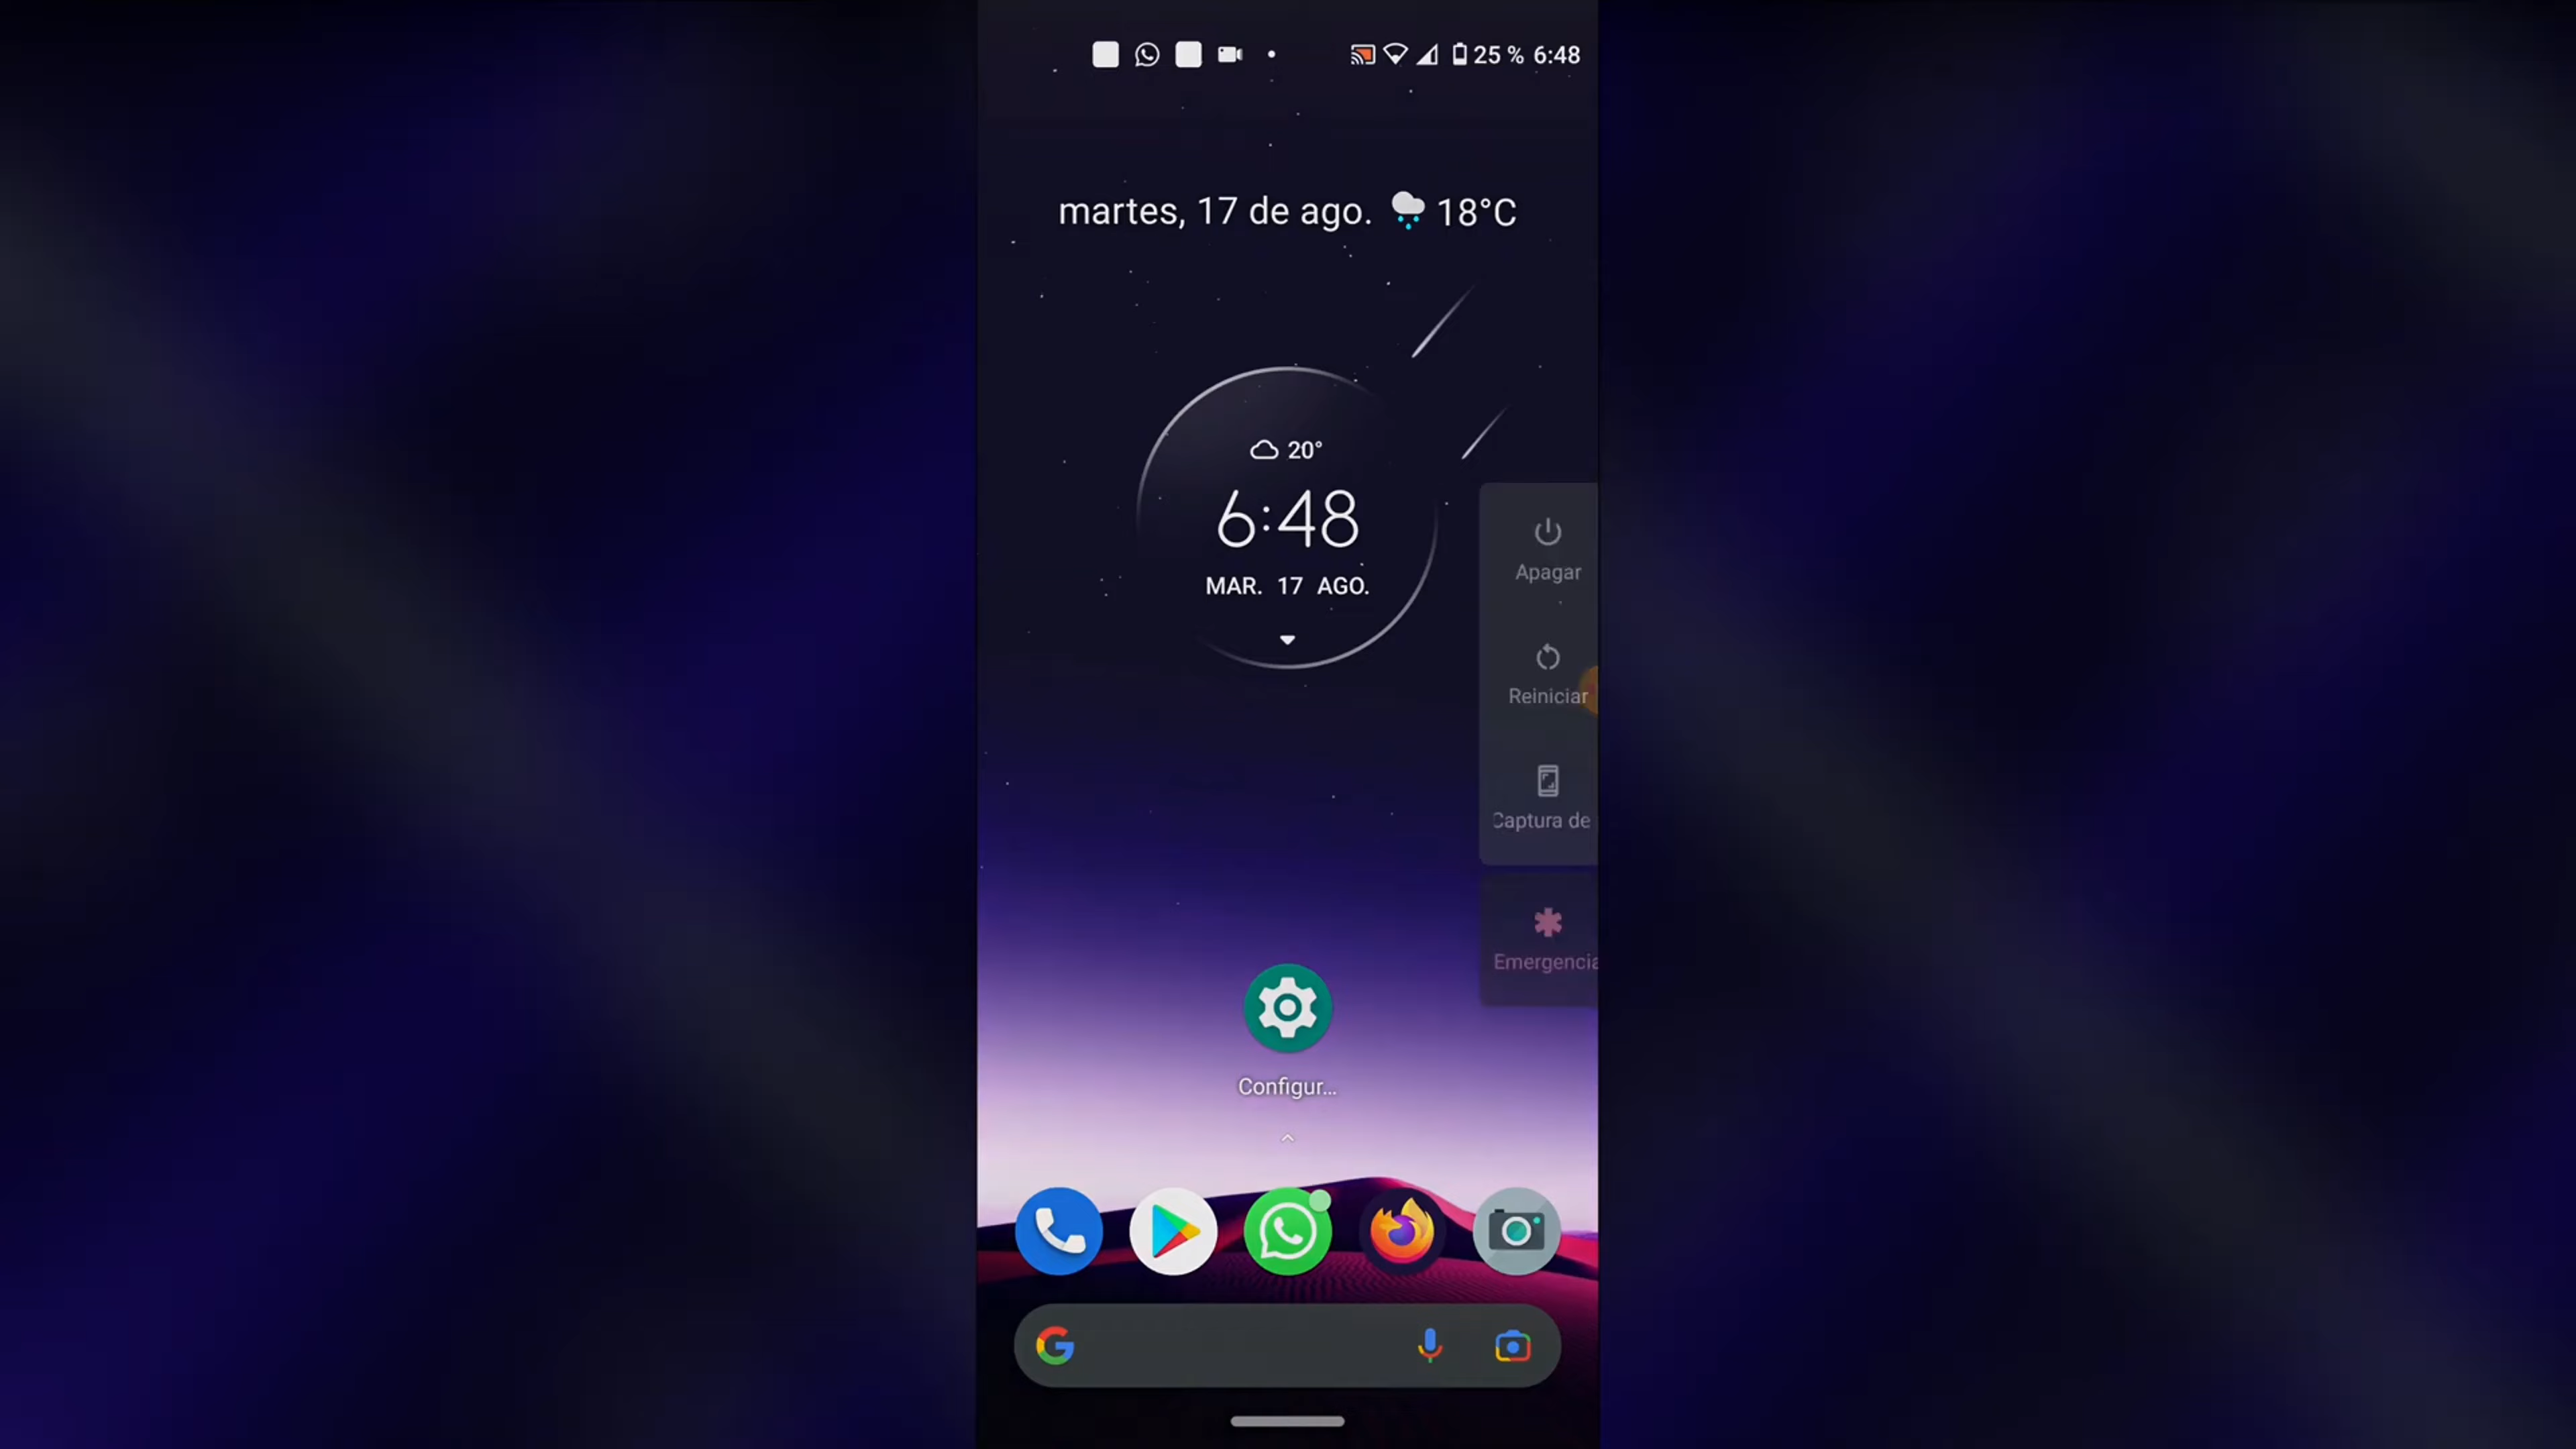 25 % 6:48
martes, 17 de ago. 18°C
20°
6:48
MAR. 17 AGO.
Apagar
Reiniciar
Captura de
Emergencia
Configur...